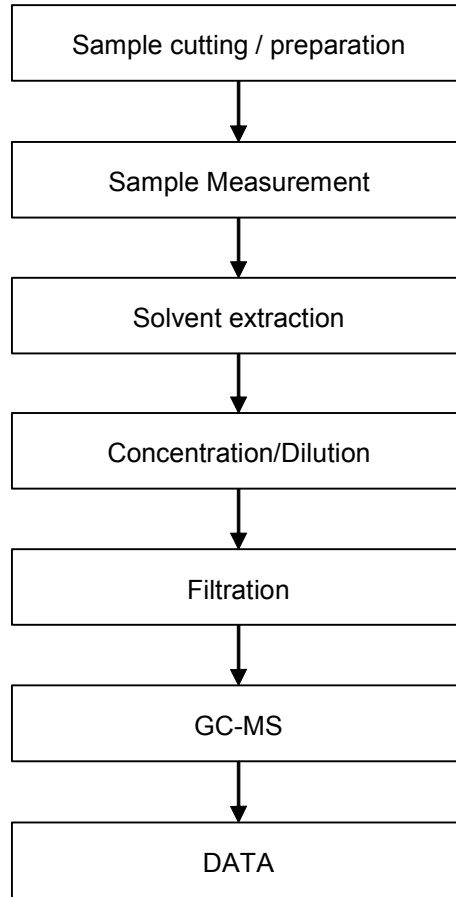 Sample cutting / preparation
Sample Measurement
Solvent extraction
Concentration/Dilution
Filtration
GC-MS
DATA